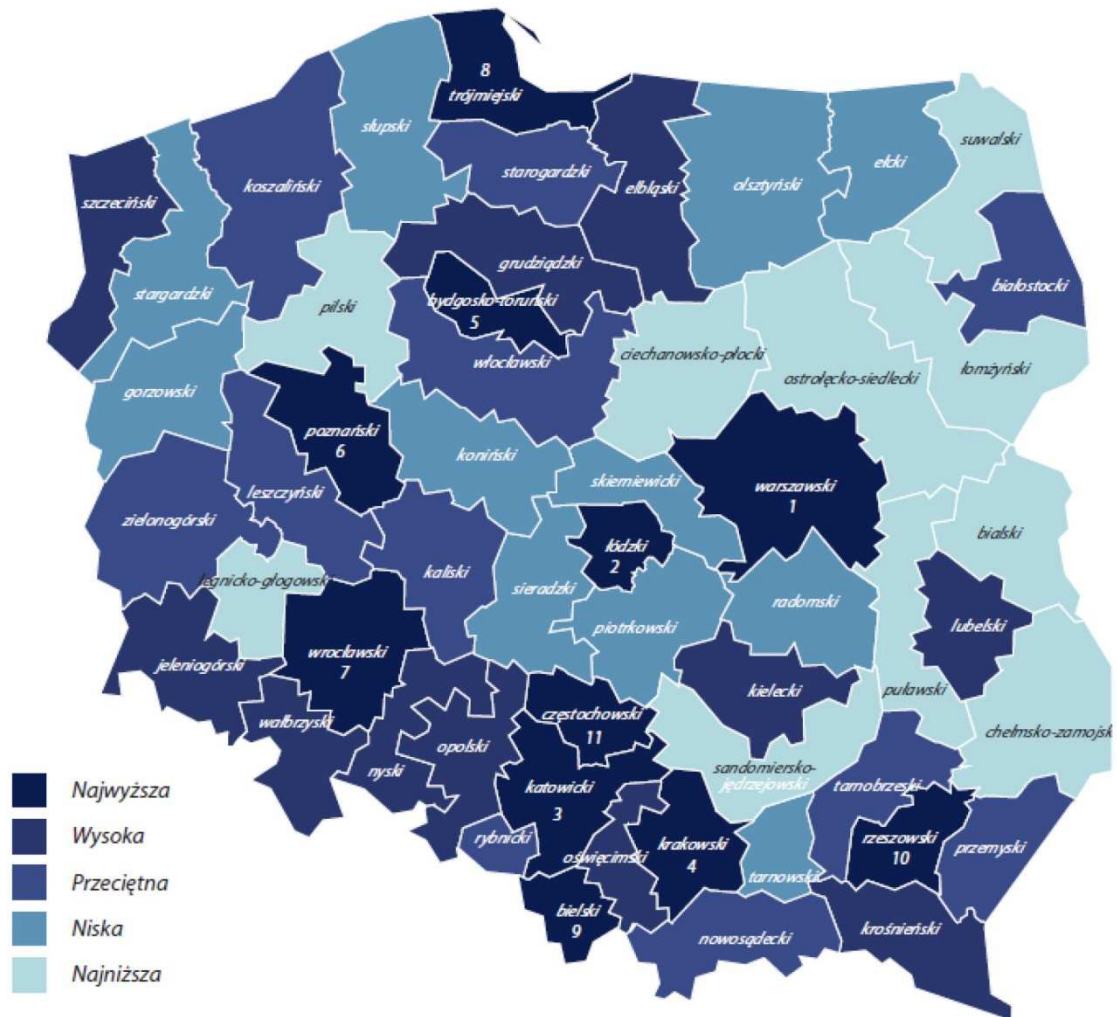 8
trójmiejski
słupski
suwalski
ełcki
koszaliński
starogardzki
elbląski
olsztyński
szczeciński
grudziądzki
stargardzki
białostocki
bydgosko-toruński
5
pilski
włocławski
ciechanowsko-płocki
ostrołęcko-siedlecki
łomżyński
gorzowski
poznański
6
koniński
skierniewicki
warszawski
1
leszczyński
zielonogórski
łódzki
2
bialski
legnicko-głogowsk
kaliski
sieradzki
piotrkowski
radomski
lubelski
jeleniogórski
wrocławski
7
kielecki
puławski
wałbrzyski
częstochowski
11
chełmsko-zamojsk
opolski
nyski
sandomiersko-
jędrzejowski
tarnobrzeski
katowicki
3
rybnicki
oświęcimski
krakowski
4
rzeszowski
10
przemyski
tarnowski
bielski
9
nowosądecki
krośnieński
Najwyższa
Wysoka
Przeciętna
Niska
Najniższa